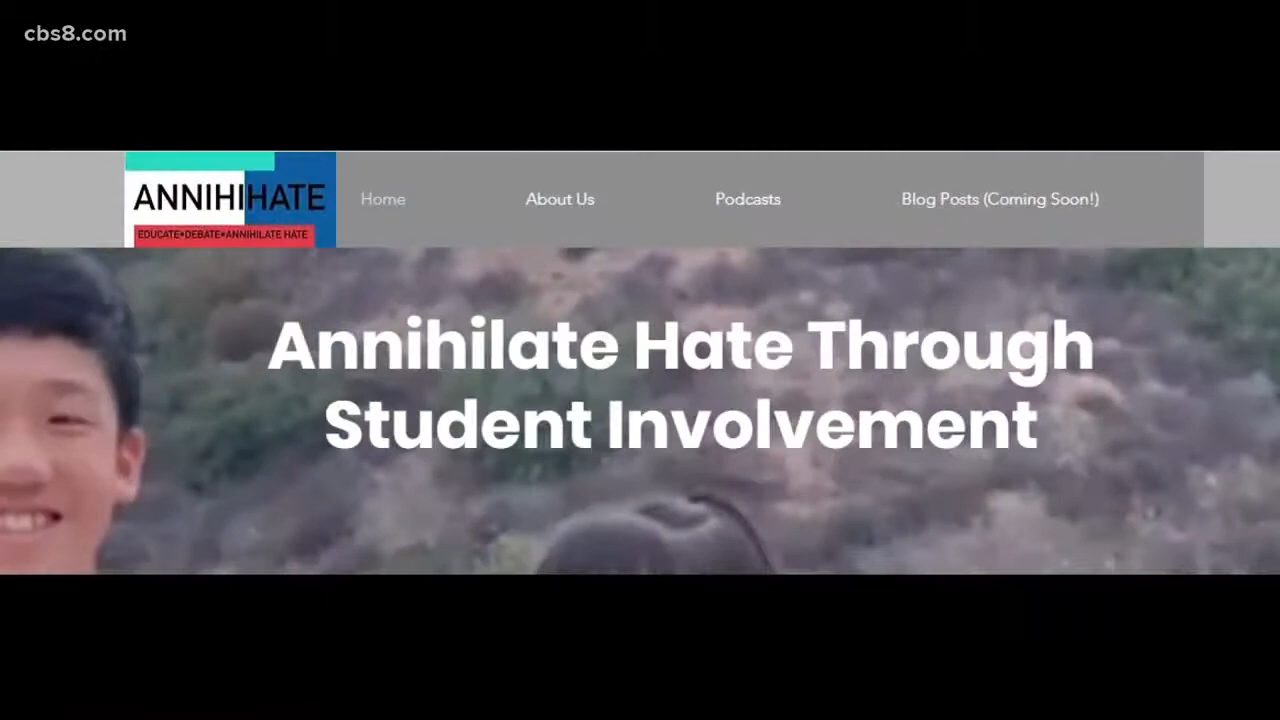 cbs8.com
ANNIHIHATE
EDUCATE•DEBATE•ANNIHILATE HATE
Home
About Us
Podcasts
Blog Posts (Coming Soon!)
Annihilate Hate Through
Student Involvement